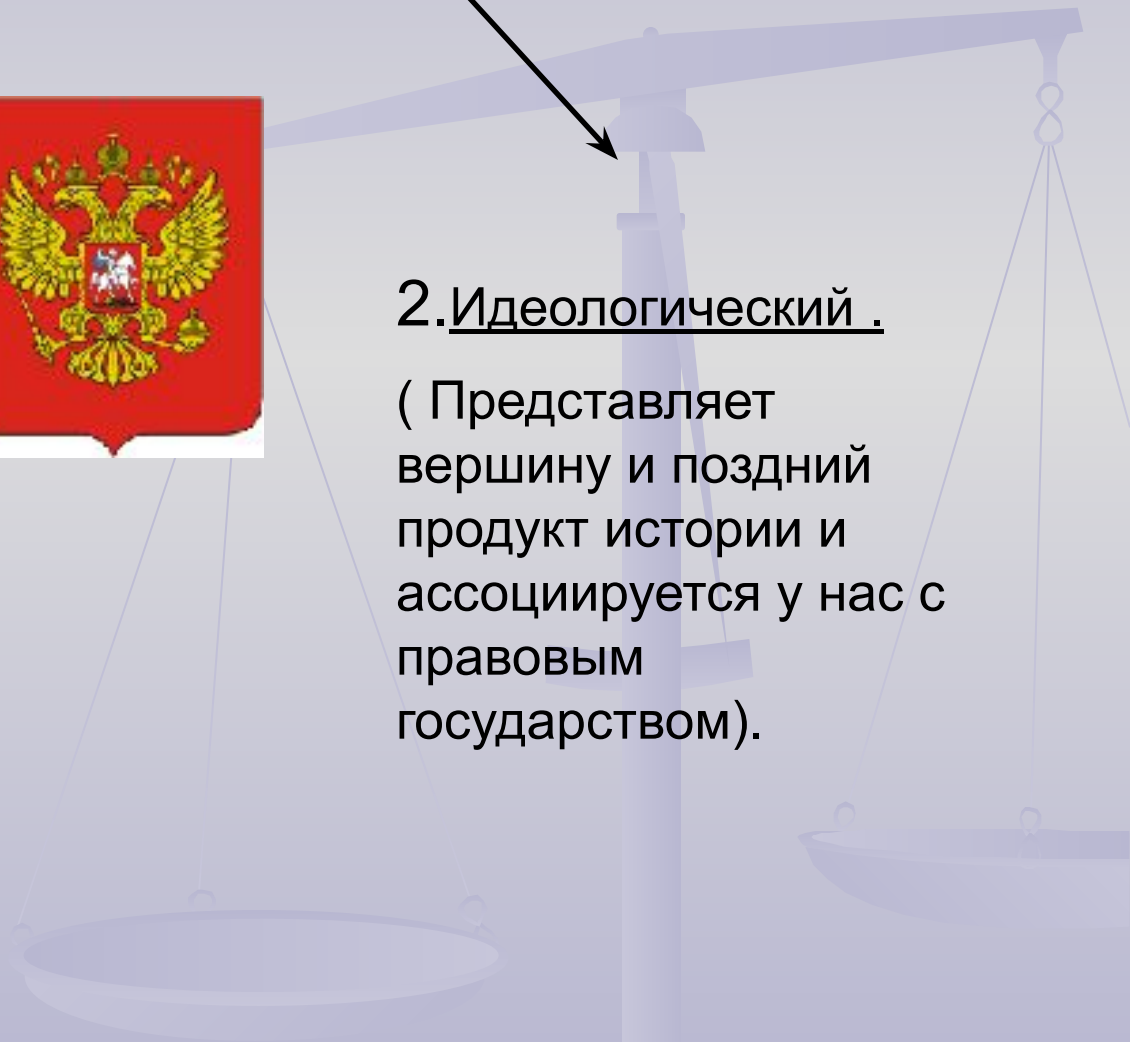 2.Идеологический .
( Представляет
вершину и поздний
продукт истории и
ассоциируется у нас с
правовым
государством).